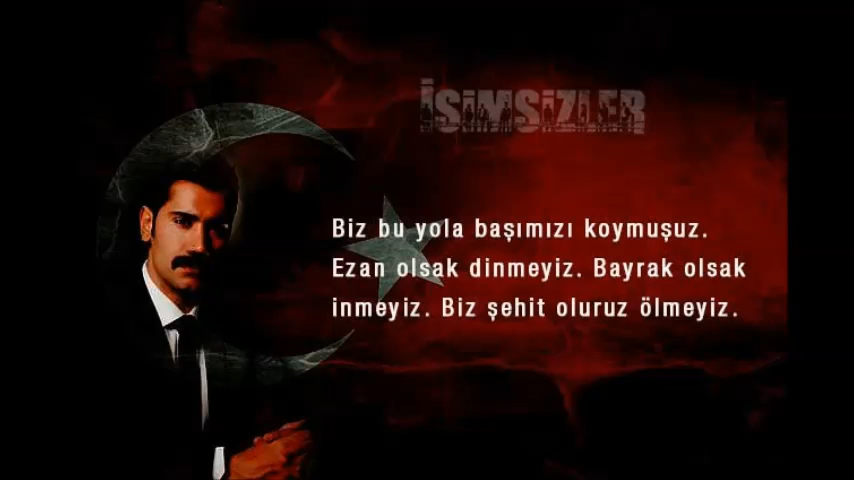 İSİMSİZLER
Biz bu yola başımızı koymuşuz.
Ezan olsak dinmeyiz. Bayrak olsak
inmeyiz. Biz şehit oluruz ölmeyiz.